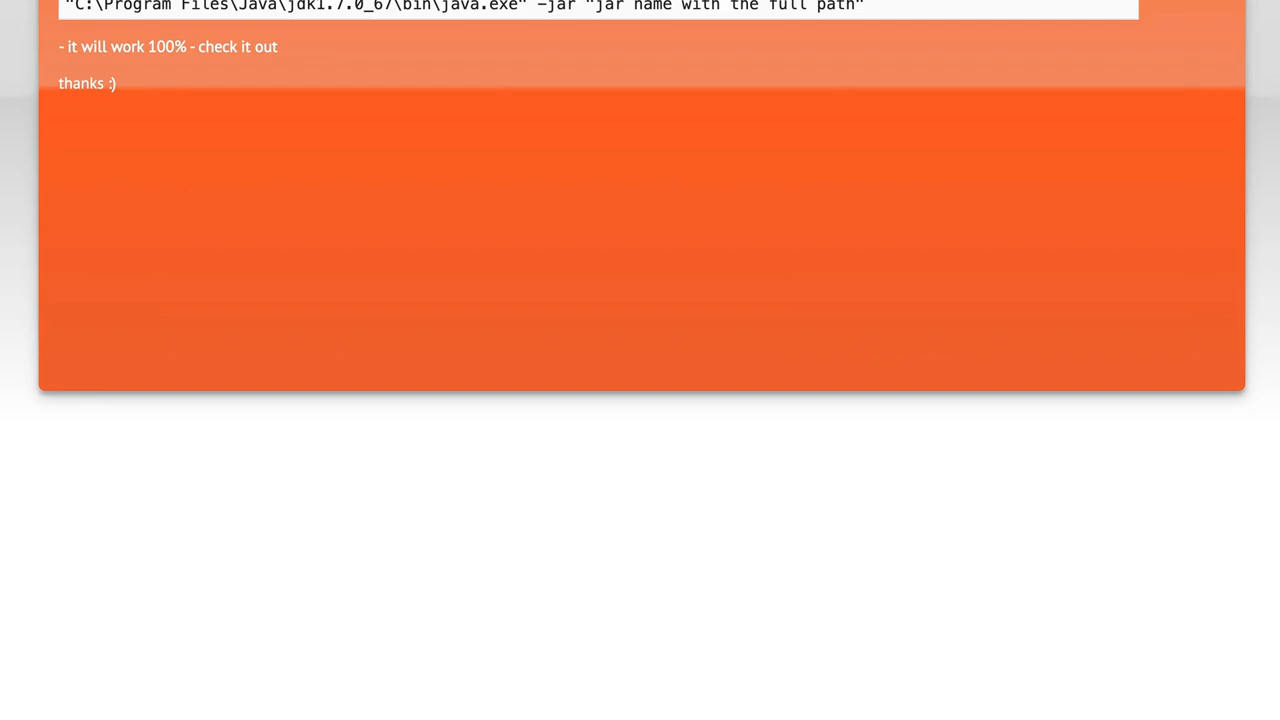 "C:\Program Files\Java\jdk1.7.0_67\bin\java.exe" –jar "jar name with the full path"
- it will work 100% - check it out
thanks :)